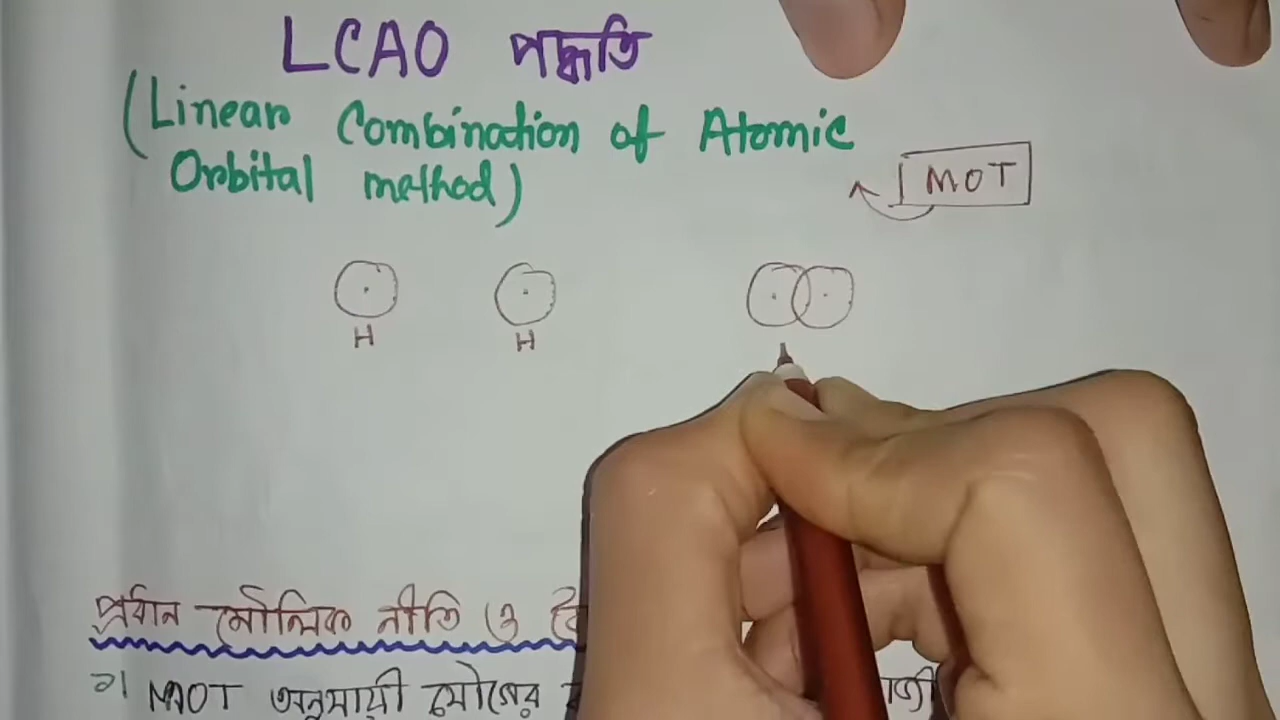 LCAO পদ্ধতি
(Linear Combination of Atomic
Orbital method)
MOT
H H
প্রধান মৌলিক নীতি ও
১। MOT অনুসায়ী যৌগের